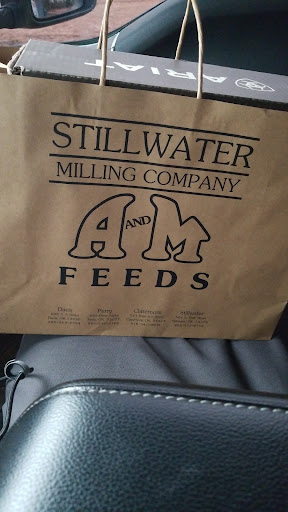 ARIAT
STILLWATER
MILLING COMPANY
A AND M
FEEDS
Davis Perry Claremore Stillwater